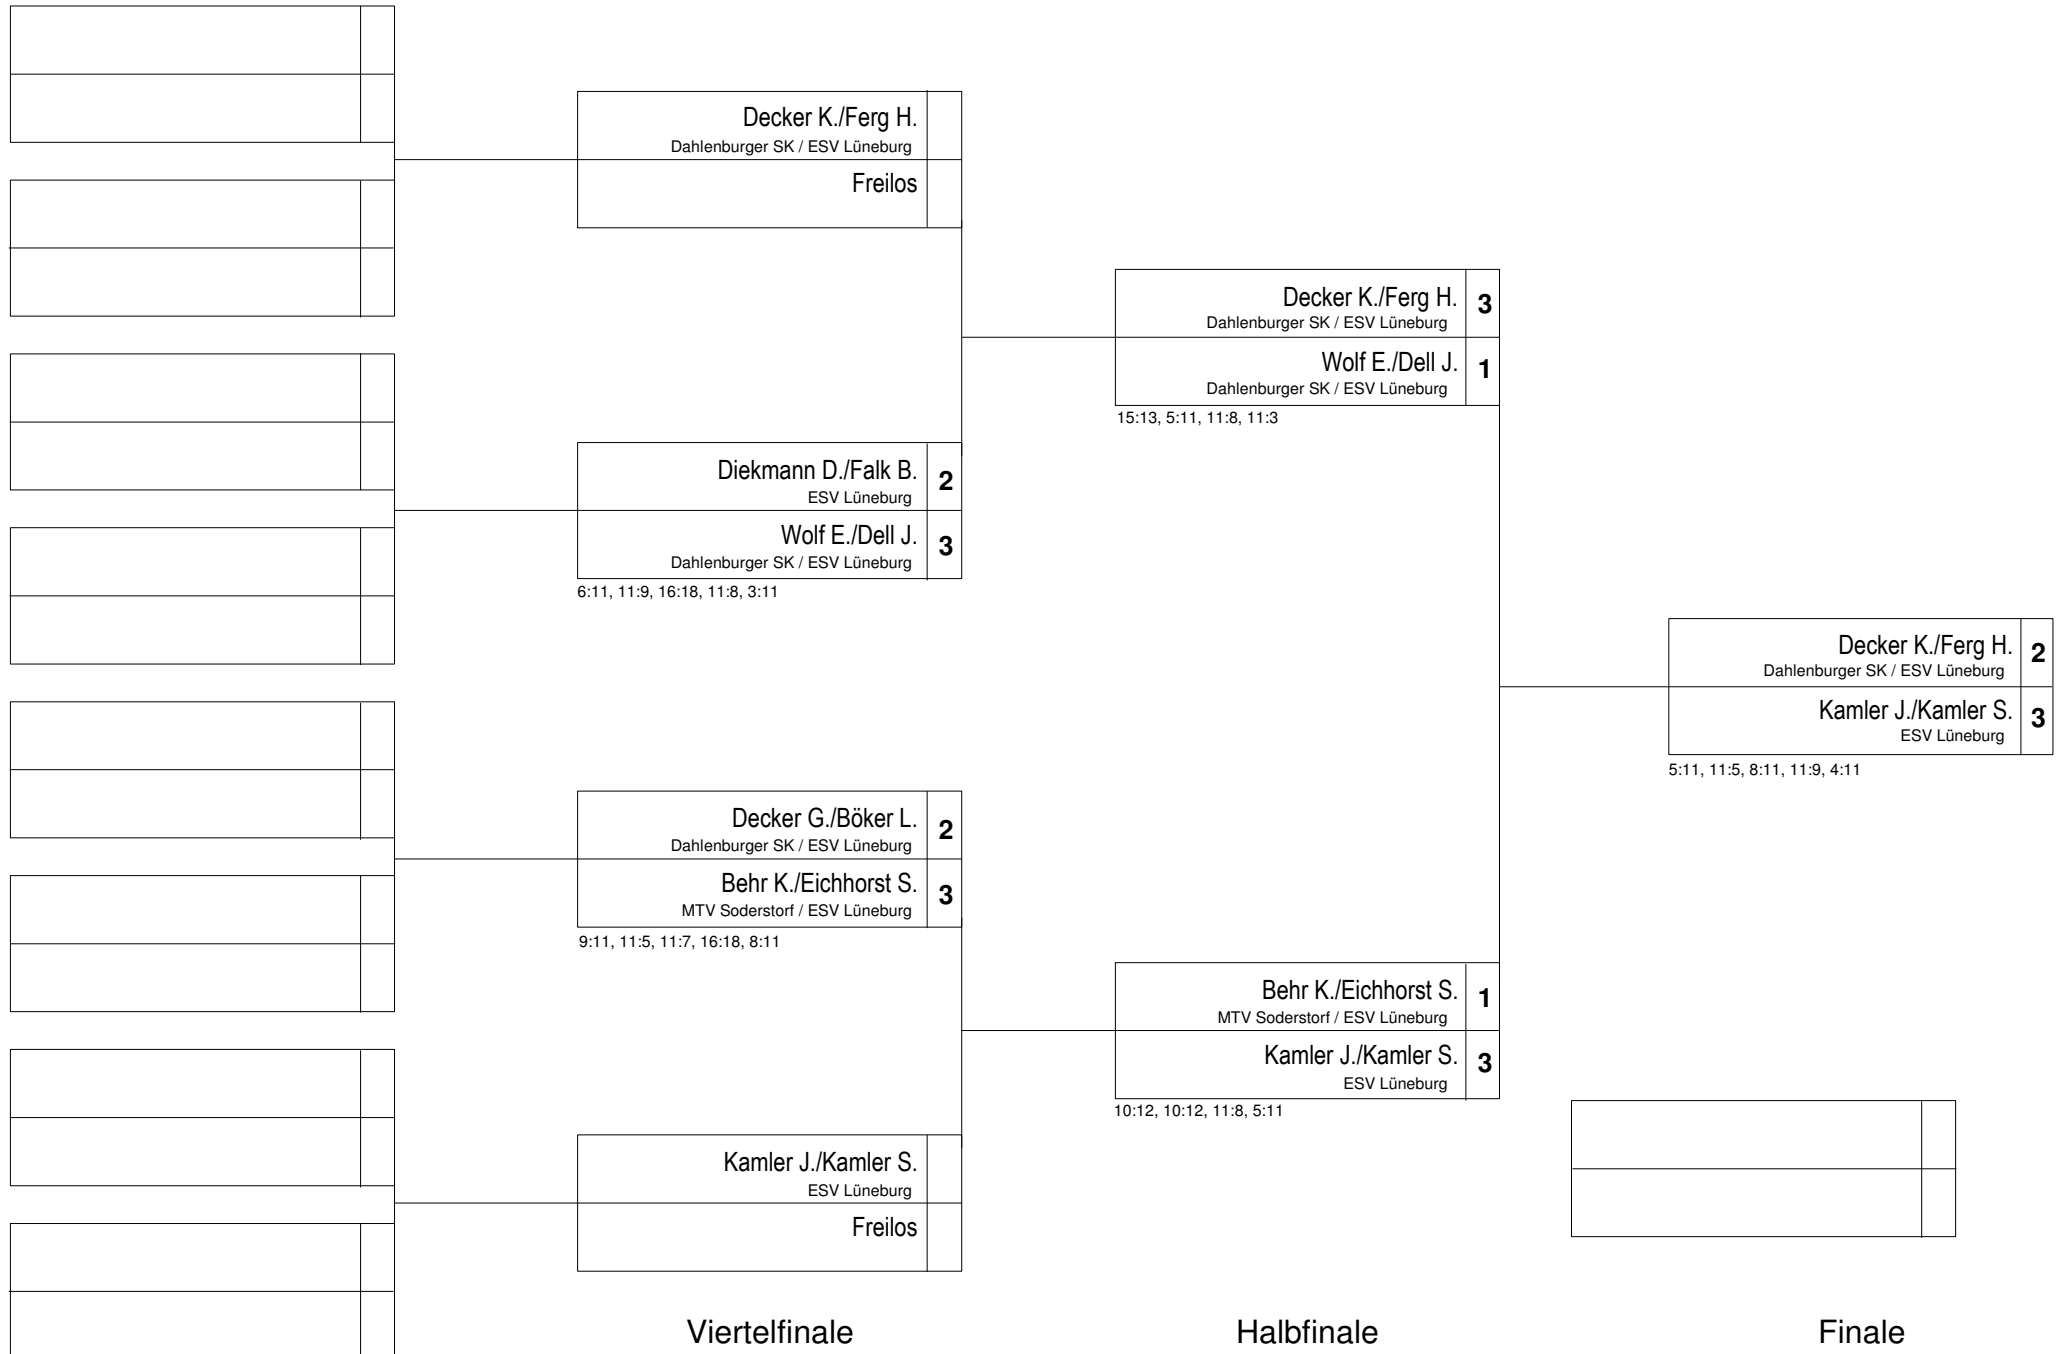 Decker K./Ferg H.
Dahlenburger SK / ESV Lüneburg
Freilos
Diekmann D./Falk B.
2
ESV Lüneburg
Wolf E./Dell J.
3
Dahlenburger SK / ESV Lüneburg
6:11, 11:9, 16:18, 11:8, 3:11
Decker G./Böker L.
2
Dahlenburger SK / ESV Lüneburg
Behr K./Eichhorst S.
3
MTV Soderstorf / ESV Lüneburg
9:11, 11:5, 11:7, 16:18, 8:11
Kamler J./Kamler S.
ESV Lüneburg
Freilos
Viertelfinale
Decker K./Ferg H.
3
Dahlenburger SK / ESV Lüneburg
Wolf E./Dell J.
1
Dahlenburger SK / ESV Lüneburg
15:13, 5:11, 11:8, 11:3
Behr K./Eichhorst S.
1
MTV Soderstorf / ESV Lüneburg
Kamler J./Kamler S.
3
ESV Lüneburg
10:12, 10:12, 11:8, 5:11
Halbfinale
Decker K./Ferg H.
2
Dahlenburger SK / ESV Lüneburg
Kamler J./Kamler S.
3
ESV Lüneburg
5:11, 11:5, 8:11, 11:9, 4:11
Finale